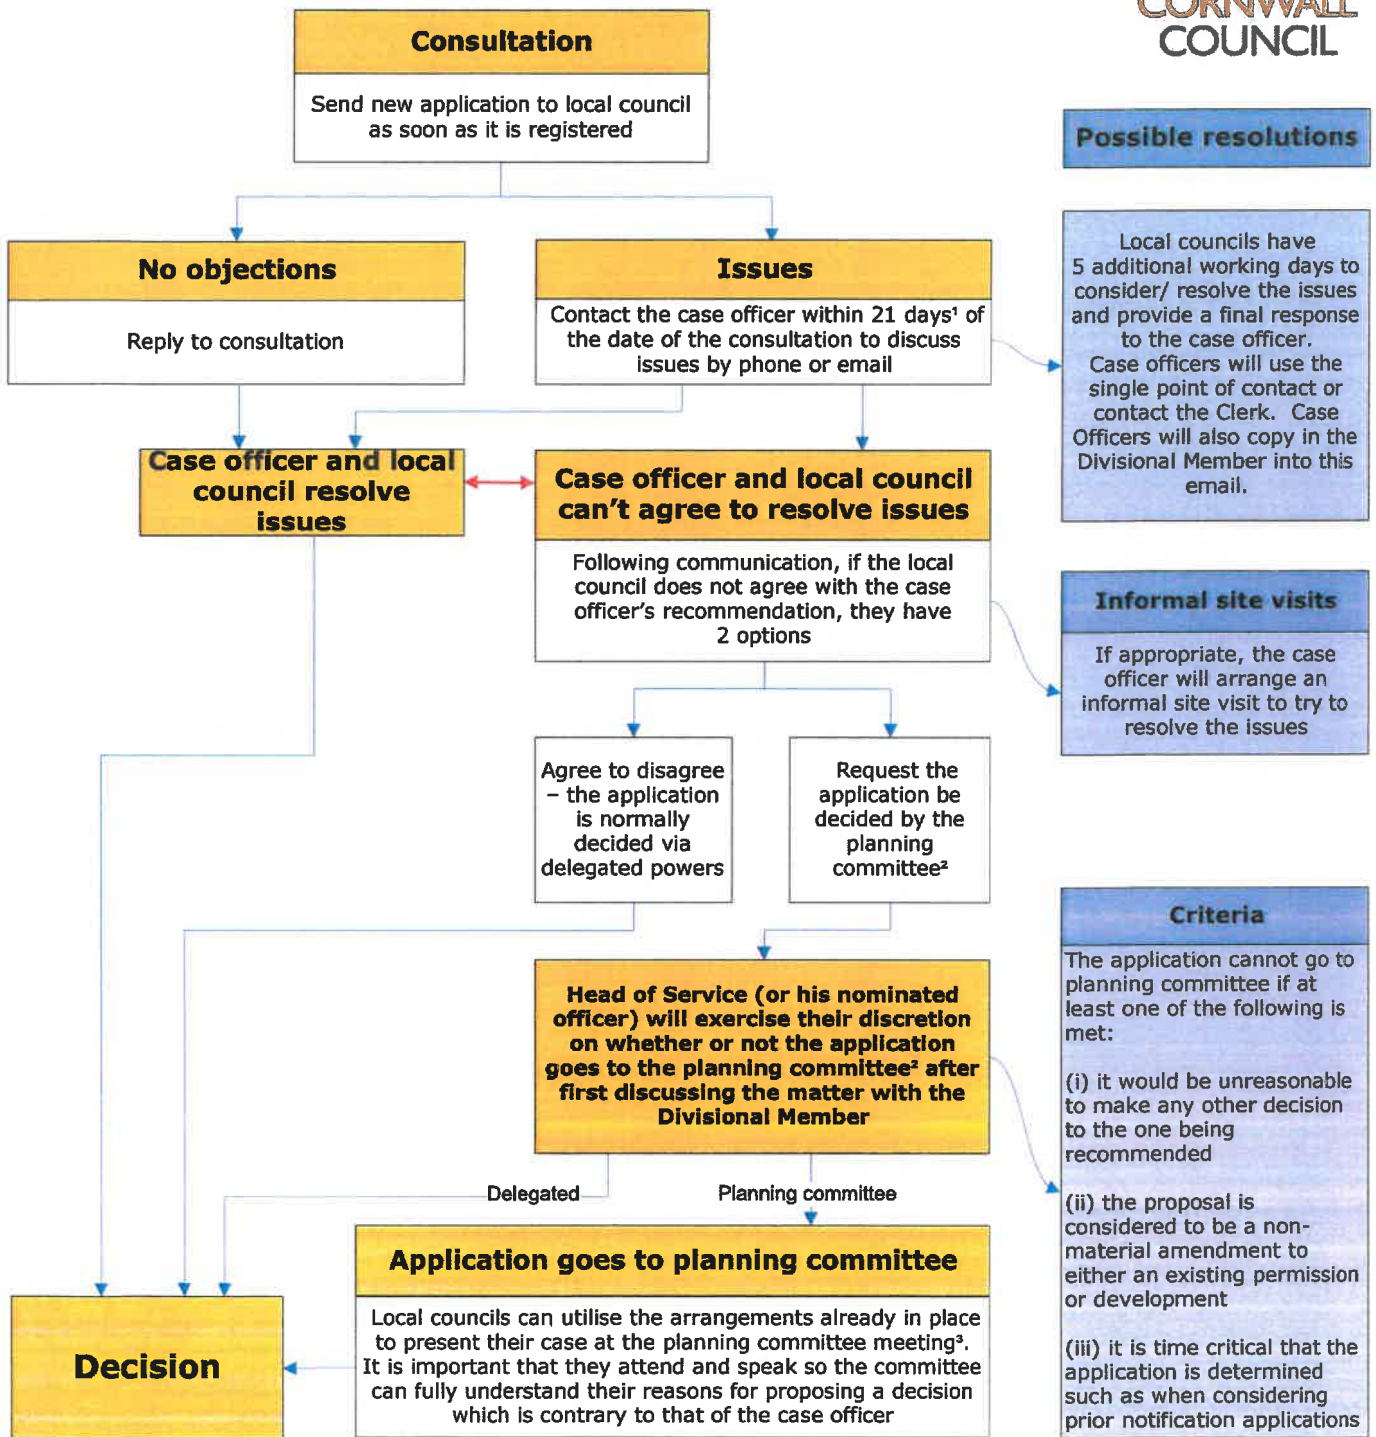 CORNWALL
COUNCIL
Consultation
Send new application to local council
as soon as it is registered
Possible resolutions
Local councils have
5 additional working days to
consider/ resolve the issues
and provide a final response
to the case officer.
Case officers will use the
single point of contact or
contact the Clerk. Case
Officers will also copy in the
Divisional Member into this
email.
No objections
Reply to consultation
Issues
Contact the case officer within 21 days¹ of
the date of the consultation to discuss
issues by phone or email
Case officer and local
council resolve
issues
Case officer and local council
can't agree to resolve issues
Following communication, if the local
council does not agree with the case
officer's recommendation, they have
2 options
Informal site visits
If appropriate, the case
officer will arrange an
informal site visit to try to
resolve the issues
Agree to disagree
– the application
is normally
decided via
delegated powers
Request the
application be
decided by the
planning
committee²
Head of Service (or his nominated
officer) will exercise their discretion
on whether or not the application
goes to the planning committee² after
first discussing the matter with the
Divisional Member
Criteria
The application cannot go to
planning committee if at
least one of the following is
met:
(i) it would be unreasonable
to make any other decision
to the one being
recommended
(ii) the proposal is
considered to be a non-
material amendment to
either an existing permission
or development
(iii) it is time critical that the
application is determined
such as when considering
prior notification applications
Delegated
Planning committee
Application goes to planning committee
Local councils can utilise the arrangements already in place
to present their case at the planning committee meeting³.
It is important that they attend and speak so the committee
can fully understand their reasons for proposing a decision
which is contrary to that of the case officer
Decision